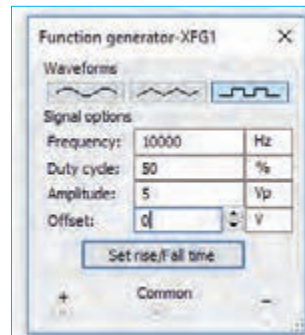 Function generator-XFG1
Waveforms
Signal options
Frequency: 10000 Hz
Duty cycle: 50 %
Amplitude: 5 Vp
Offset: 0 V
Set rise/Fall time
+ Common -